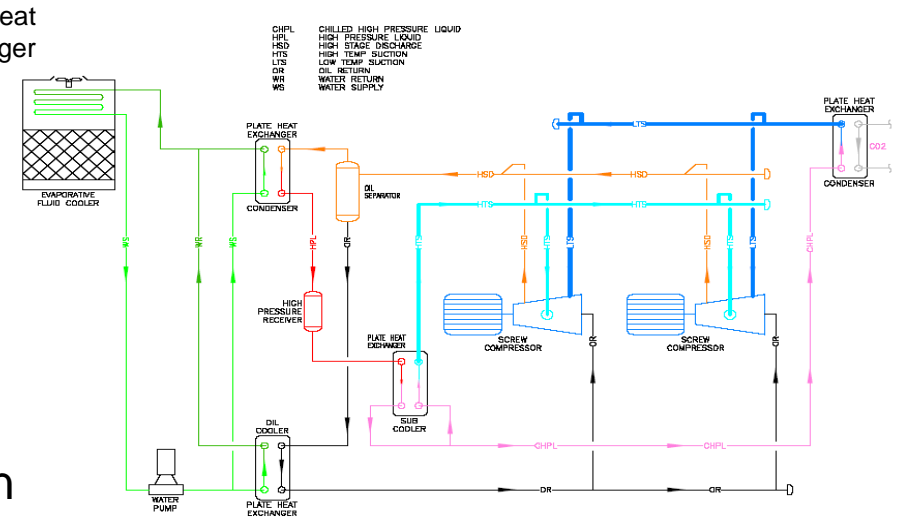 eat
ger
CHPL CHILLED HIGH PRESSURE LIQUID
HPL HIGH PRESSURE LIQUID
HSD HIGH STAGE DISCHARGE
HTS HIGH TEMP SUCTION
LTS LOW TEMP SUCTION
OR OIL RETURN
WR WATER RETURN
WS WATER SUPPLY
PLATE HEAT
EXCHANGER
CO2
CONDENSER
LTS
PLATE HEAT
EXCHANGER
CONDENSER
EVAPORATIVE
FLUID COOLER
OIL
SEPARATOR
HSD
HSD
HTS
HTS
WS
WR
WS
HPL
OR
HTS
HSD
HTS
LTS
HSD
HTS
LTS
CHPL
HIGH
PRESSURE
RECEIVER
PLATE HEAT
EXCHANGER
SUB
COOLER
SCREW
COMPRESSOR
OR
SCREW
COMPRESSOR
OR
OIL
COOLER
CHPL
CHPL
PLATE HEAT
EXCHANGER
WATER
PUMP
OR
OR
n